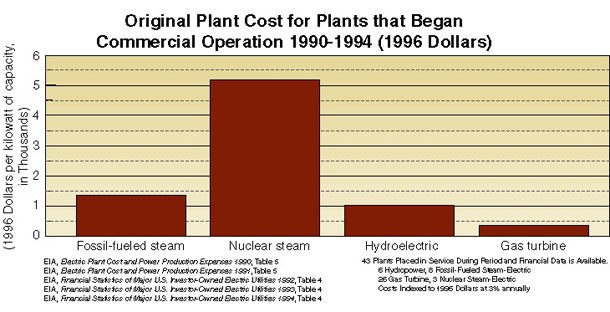 Original Plant Cost for Plants that Began
Commercial Operation 1990-1994 (1996 Dollars)
(1996 Dollars per kilowatt of capacity,
in Thousands)
6
5
4
3
2
1
0
Fossil-fueled steam
Nuclear steam
Hydroelectric
Gas turbine
EIA, Electric Plant Cost and Power Production Expenses 1990, Table 5
EIA, Electric Plant Cost and Power Production Expenses 1991, Table 5
EIA, Financial Statistics of Major U.S. Investor-Owned Electric Utilities 1992, Table 4
EIA, Financial Statistics of Major U.S. Investor-Owned Electric Utilities 1993, Table 4
EIA, Financial Statistics of Major U.S. Investor-Owned Electric Utilities 1994, Table 4
43 Plants Placed in Service During Period and Financial Data is Available.
6 Hydropower, 8 Fossil-Fueled Steam-Electric
26 Gas Turbine, 3 Nuclear Steam-Electric
Costs Indexed to 1996 Dollars at 3% annually